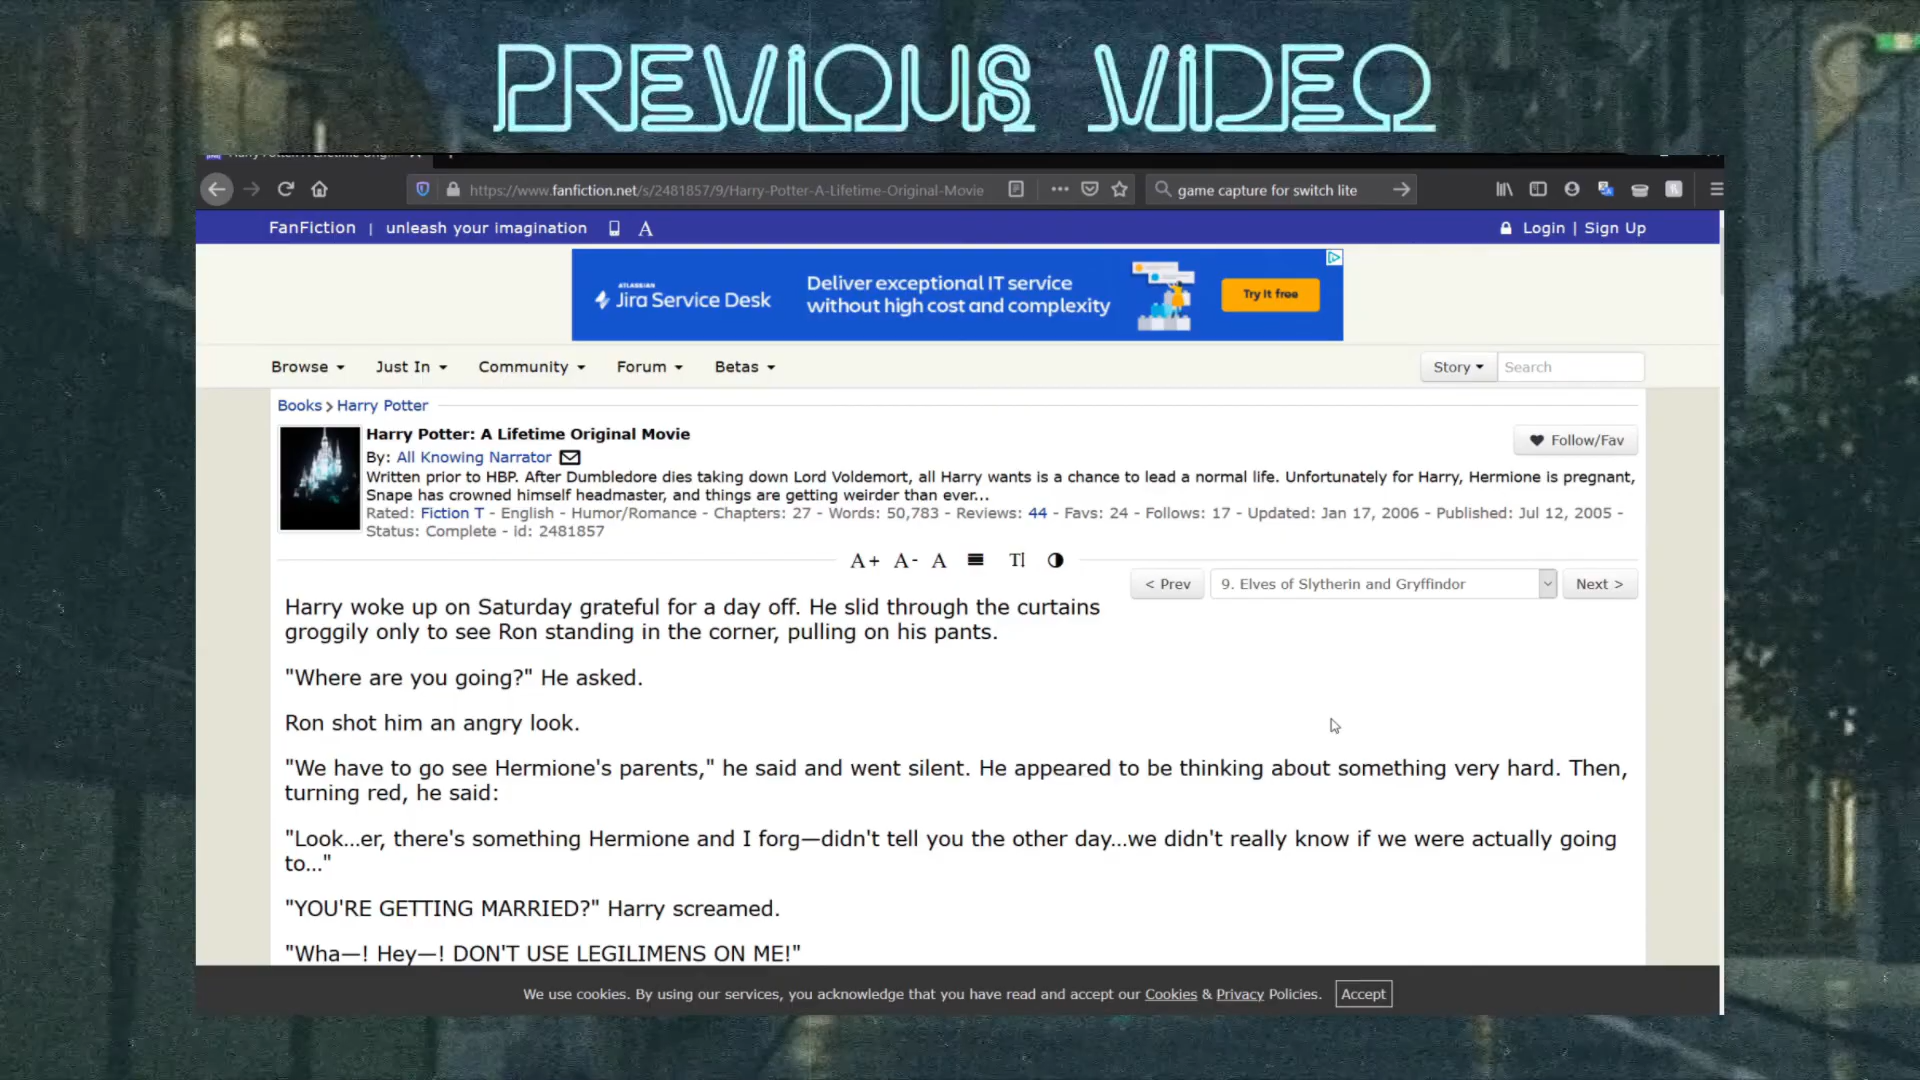 PREVIOUS VIDEO
https://www.fanfiction.net/s/2481857/9/Harry-Potter-A-Lifetime-Original-Movie
game capture for switch lite
FanFiction | unleash your imagination A
Login | Sign Up
ATLASSIAN
Jira Service Desk
Deliver exceptional IT service
without high cost and complexity
Try it free
Browse Just In Community Forum Betas
Story Search
Books > Harry Potter
Harry Potter: A Lifetime Original Movie
Follow/Fav
By: All Knowing Narrator
Written prior to HBP. After Dumbledore dies taking down Lord Voldemort, all Harry wants is a chance to lead a normal life. Unfortunately for Harry, Hermione is pregnant,
Snape has crowned himself headmaster, and things are getting weirder than ever...
Rated: Fiction T - English - Humor/Romance - Chapters: 27 - Words: 50,783 - Reviews: 44 - Favs: 24 - Follows: 17 - Updated: Jan 17, 2006 - Published: Jul 12, 2005 -
Status: Complete - id: 2481857
A+ A- A
< Prev 9. Elves of Slytherin and Gryffindor Next >
Harry woke up on Saturday grateful for a day off. He slid through the curtains
groggily only to see Ron standing in the corner, pulling on his pants.
"Where are you going?" He asked.
Ron shot him an angry look.
"We have to go see Hermione's parents," he said and went silent. He appeared to be thinking about something very hard. Then,
turning red, he said:
"Look...er, there's something Hermione and I forg—didn't tell you the other day...we didn't really know if we were actually going
to..."
"YOU'RE GETTING MARRIED?" Harry screamed.
"Wha—! Hey—! DON'T USE LEGILIMENS ON ME!"
We use cookies. By using our services, you acknowledge that you have read and accept our Cookies & Privacy Policies. Accept